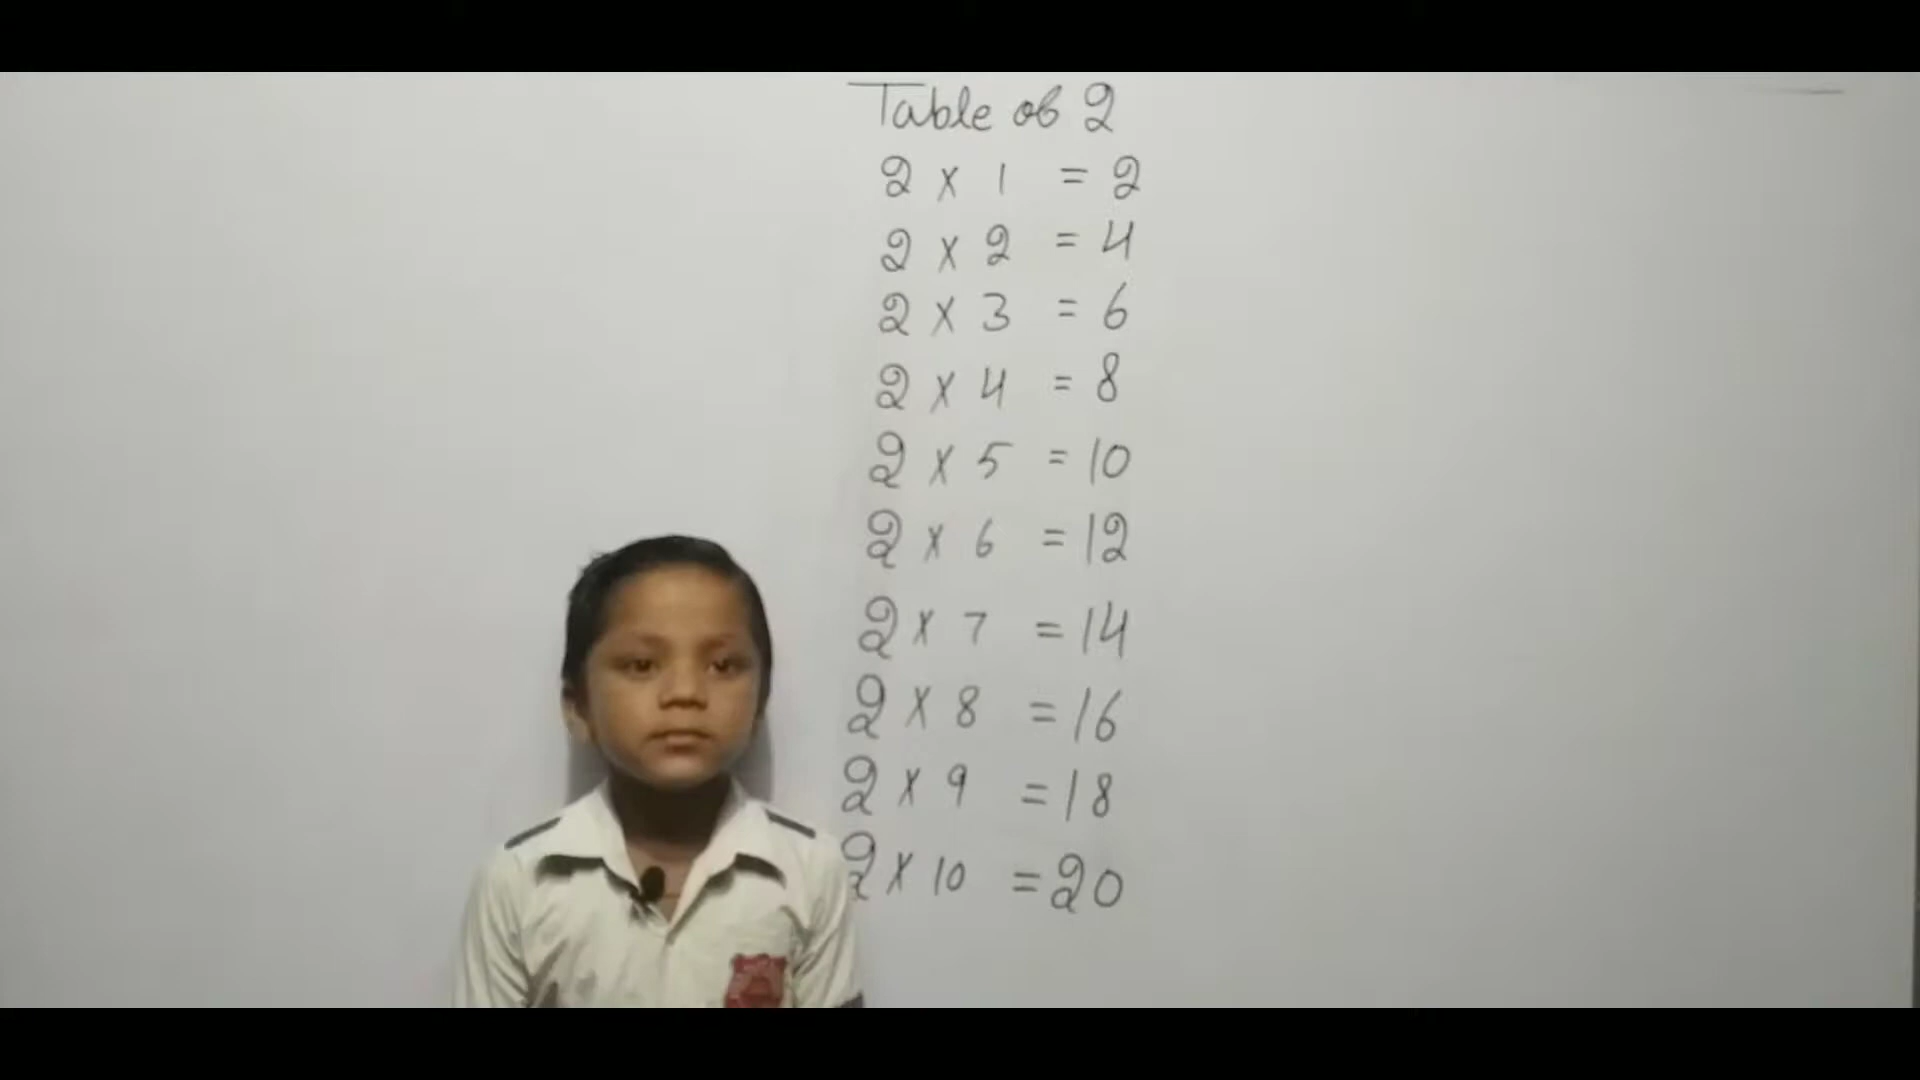 Table of 2
2 x 1 = 2
2 x 2 = 4
2 x 3 = 6
2 x 4 = 8
2 x 5 = 10
2 x 6 = 12
2 x 7 = 14
2 x 8 = 16
2 x 9 = 18
2 x 10 = 20